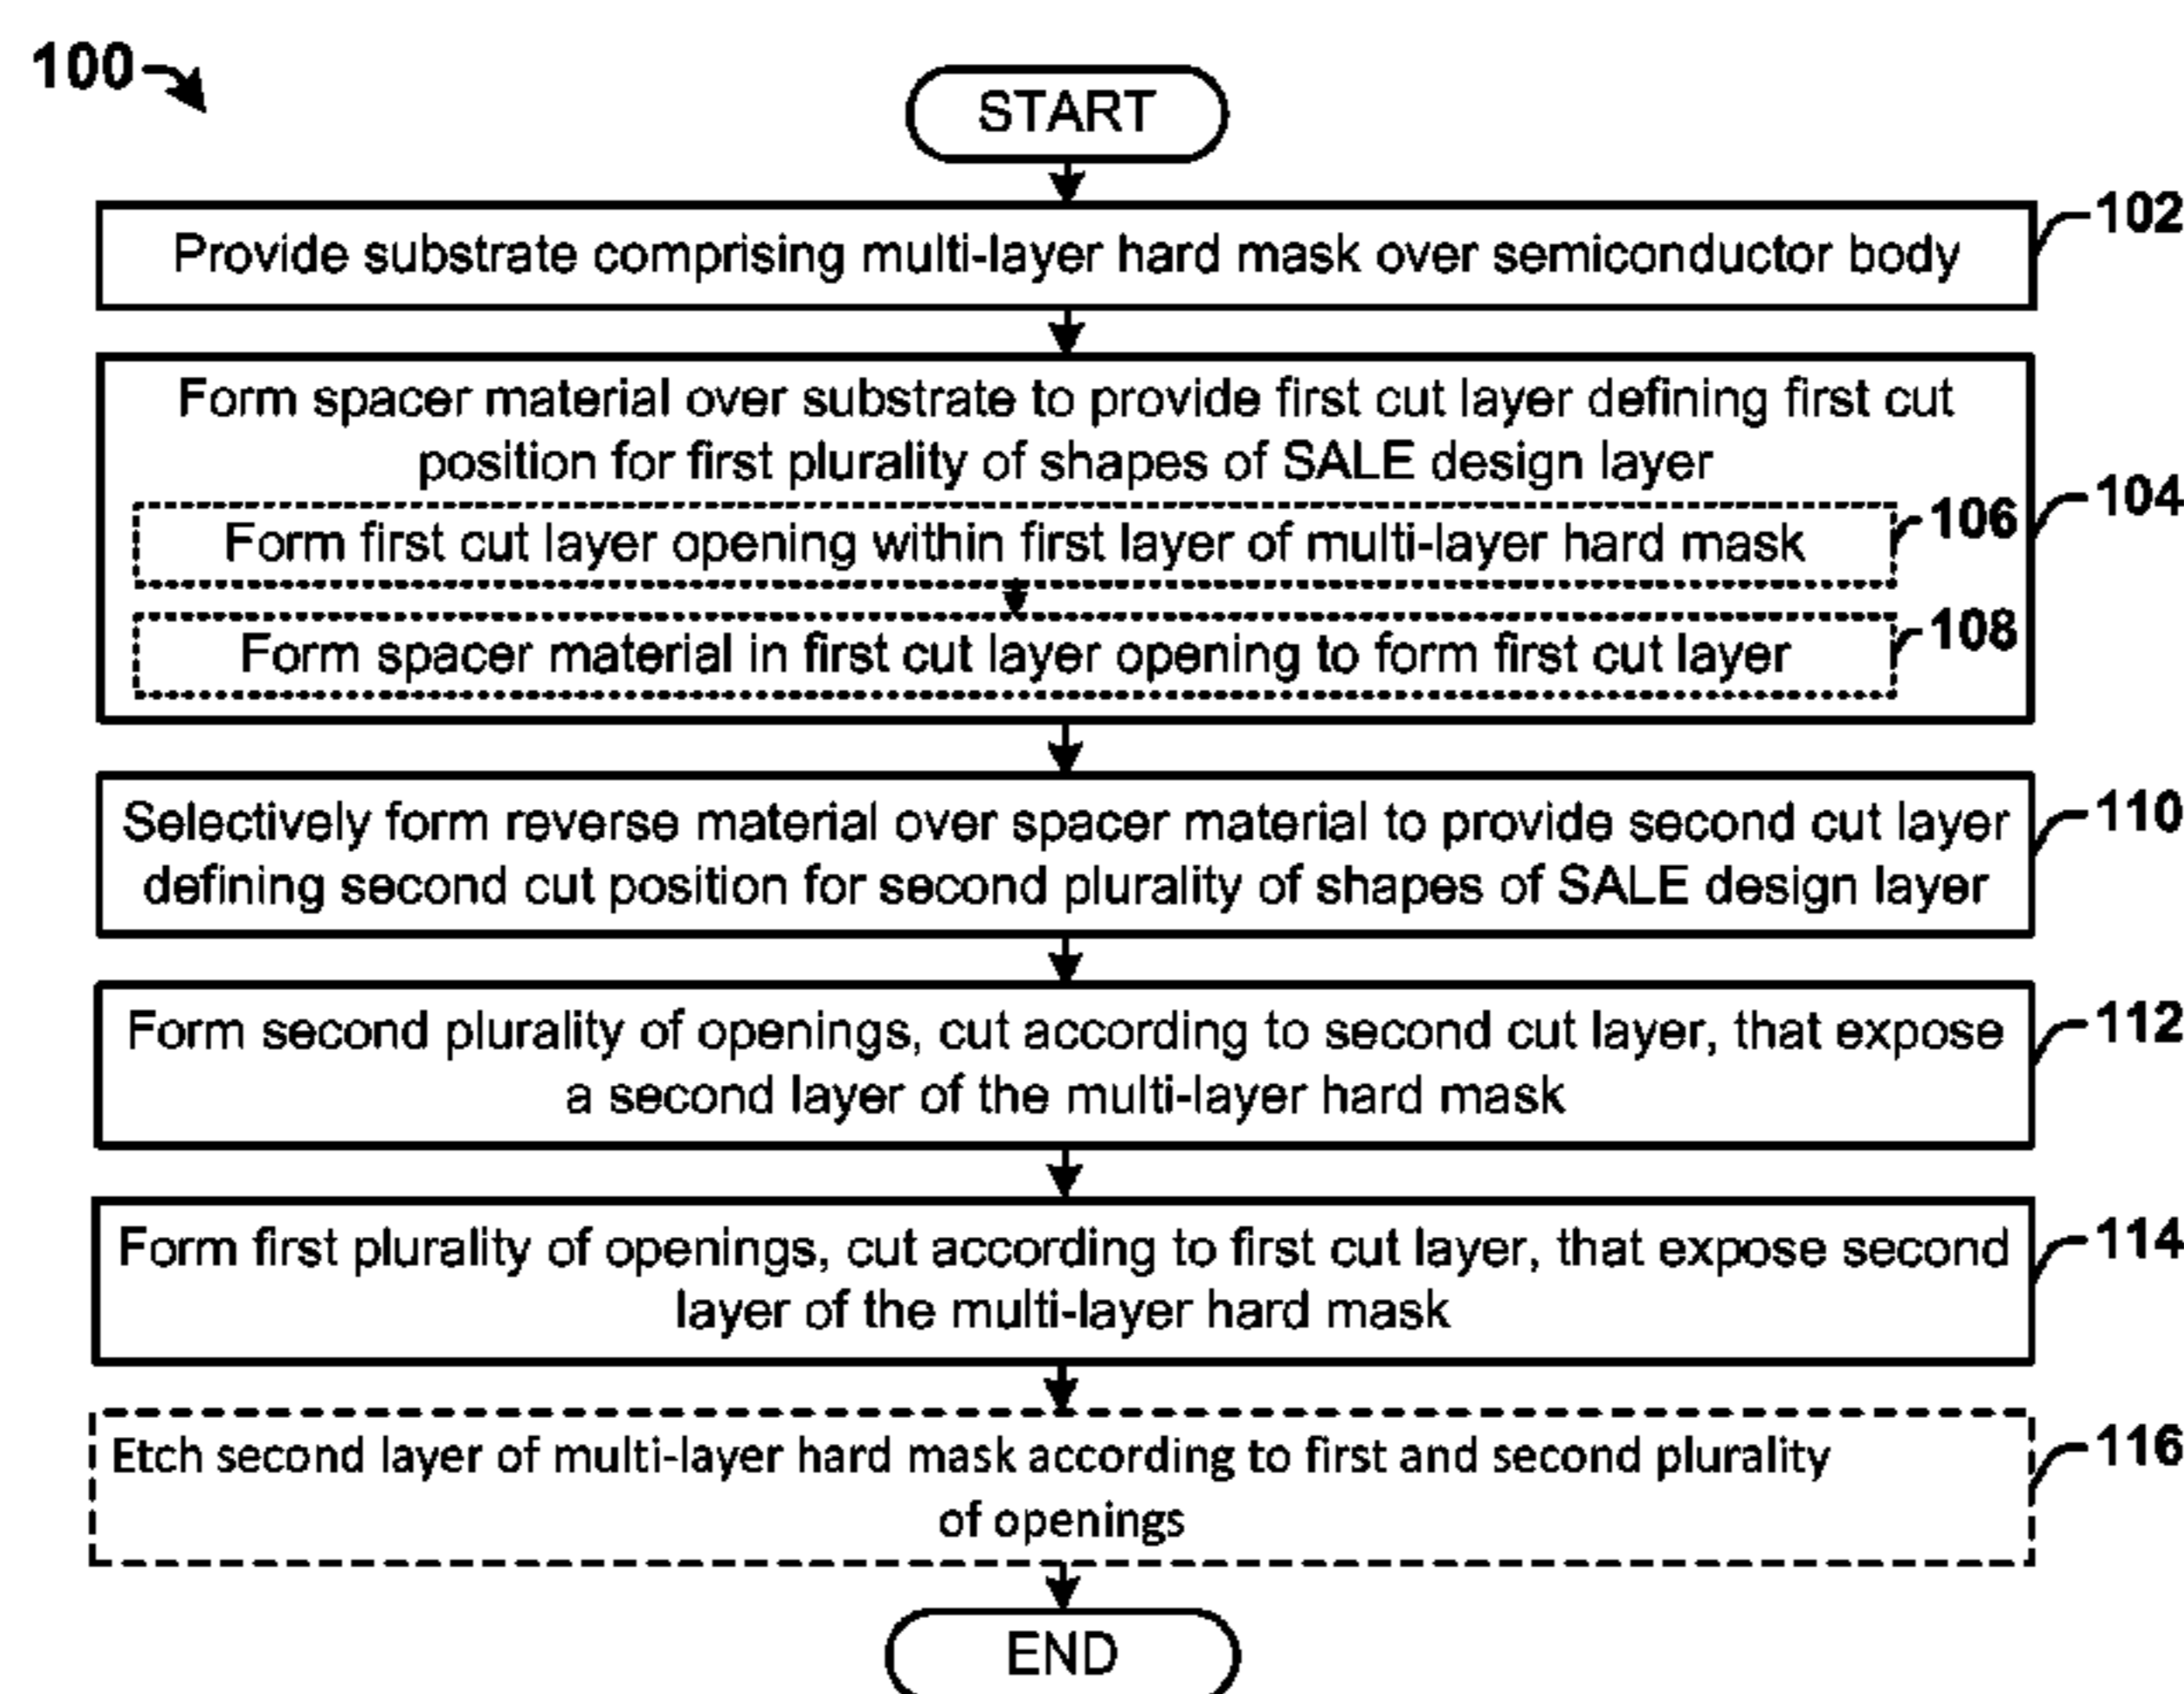 100
START
Provide substrate comprising multi-layer hard mask over semiconductor body
102
Form spacer material over substrate to provide first cut layer defining first cut
position for first plurality of shapes of SALE design layer
104
Form first cut layer opening within first layer of multi-layer hard mask
106
Form spacer material in first cut layer opening to form first cut layer
108
Selectively form reverse material over spacer material to provide second cut layer
defining second cut position for second plurality of shapes of SALE design layer
110
Form second plurality of openings, cut according to second cut layer, that expose
a second layer of the multi-layer hard mask
112
Form first plurality of openings, cut according to first cut layer, that expose second
layer of the multi-layer hard mask
114
Etch second layer of multi-layer hard mask according to first and second plurality
of openings
116
END